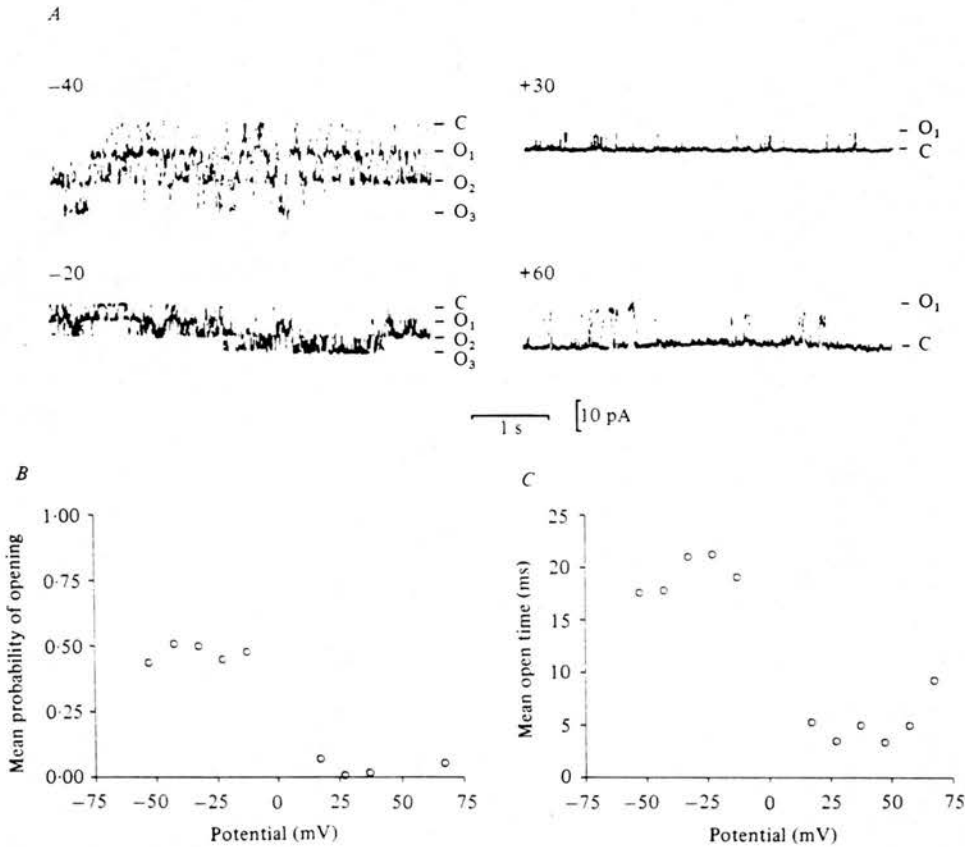 A
−40
C
O₁
O₂
O₃
+30
O₁
C
−20
C
O₁
O₂
O₃
+60
O₁
C
1 s
10 pA
B
Mean probability of opening
1·00
0·75
0·50
0·25
0·00
−75 −50 −25 0 25 50 75
Potential (mV)
C
Mean open time (ms)
25
20
15
10
5
0
−75 −50 −25 0 25 50 75
Potential (mV)